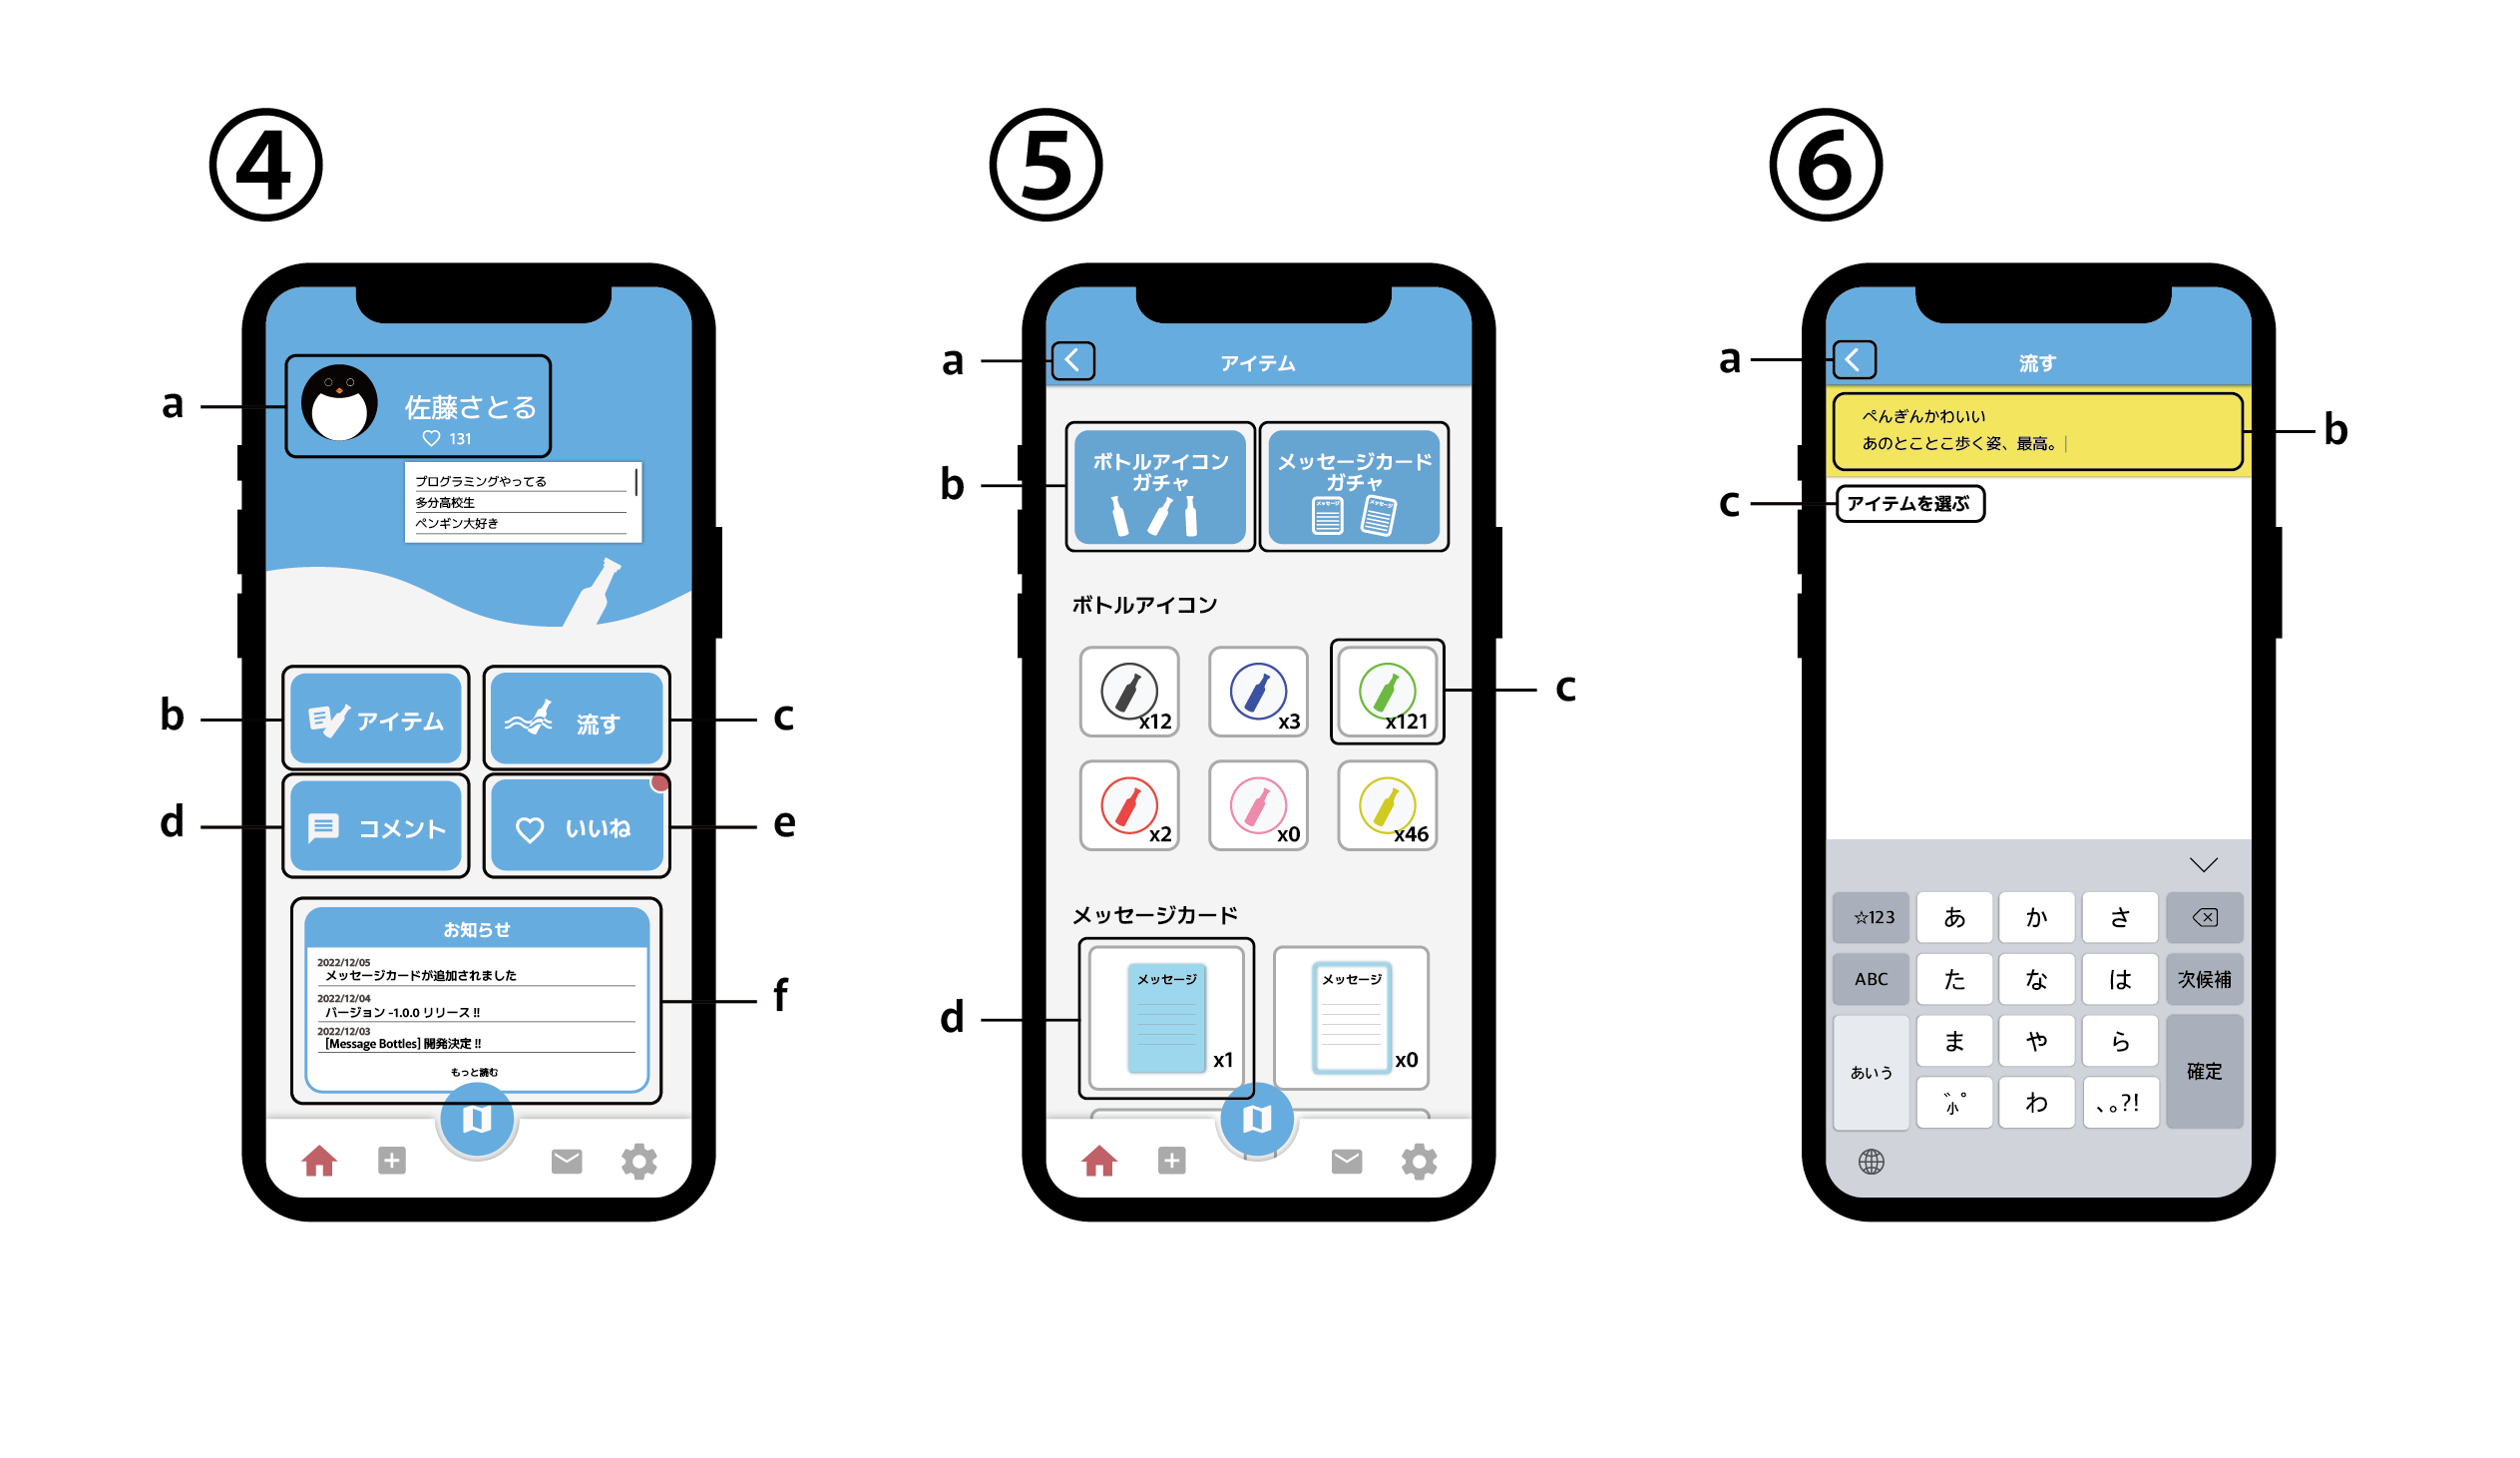 ④
a
佐藤さとる
131
プログラミングやってる
多分高校生
ペンギン大好き
b
アイテム
流す
c
d
コメント
いいね
e
お知らせ
2022/12/05
メッセージカードが追加されました
2022/12/04
バージョン -1.0.0 リリース !!
2022/12/03
[Message Bottles] 開発決定 !!
もっと読む
f
⑤
a
アイテム
b
ボトルアイコン
ガチャ
メッセージカード
ガチャ
メッセージ
メッセージ
ボトルアイコン
x12
x3
x121
c
x2
x0
x46
メッセージカード
d
メッセージ
x1
メッセージ
x0
⑥
a
流す
ぺんぎんかわいい
あのとことこ歩く姿、最高。
b
c
アイテムを選ぶ
☆123
あ
か
さ
ABC
た
な
は
次候補
あいう
ま
や
ら
確定
゛゜
小
わ
、。?!